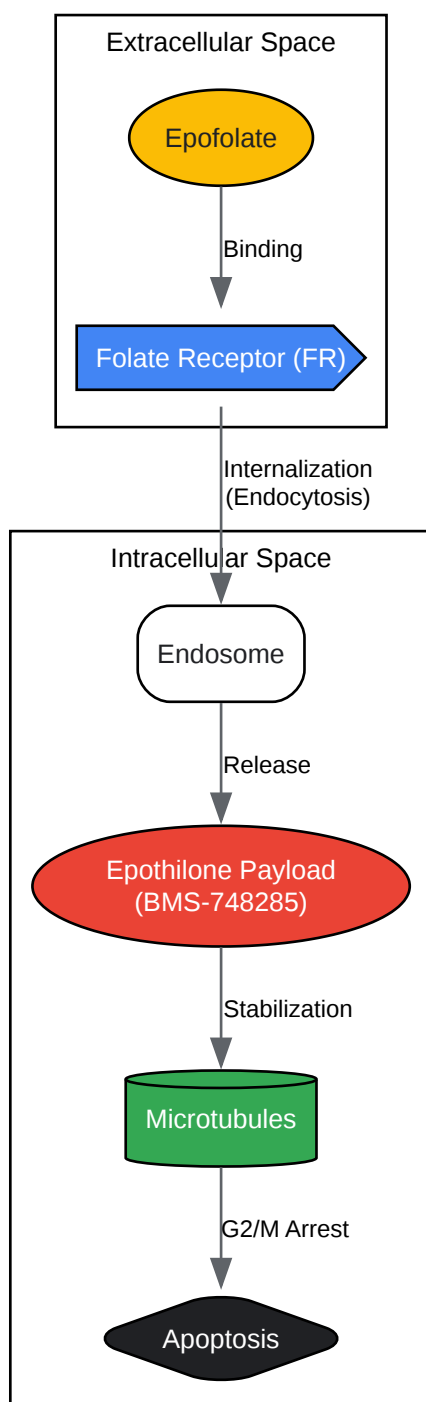 Extracellular Space
Epofolate
Binding
Folate Receptor (FR)
Internalization
(Endocytosis)
Intracellular Space
Endosome
Release
Epothilone Payload
(BMS-748285)
Stabilization
Microtubules
G2/M Arrest
Apoptosis